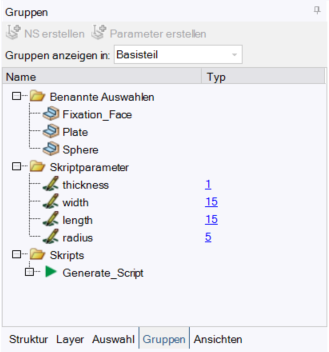 Gruppen
NS erstellen Parameter erstellen
Gruppen anzeigen in: Basisteil
Name Typ
Benannte Auswahlen
Fixation_Face
Plate
Sphere
Skriptparameter
thickness 1
width 15
length 15
radius 5
Skripts
Generate_Script
Struktur Layer Auswahl Gruppen Ansichten